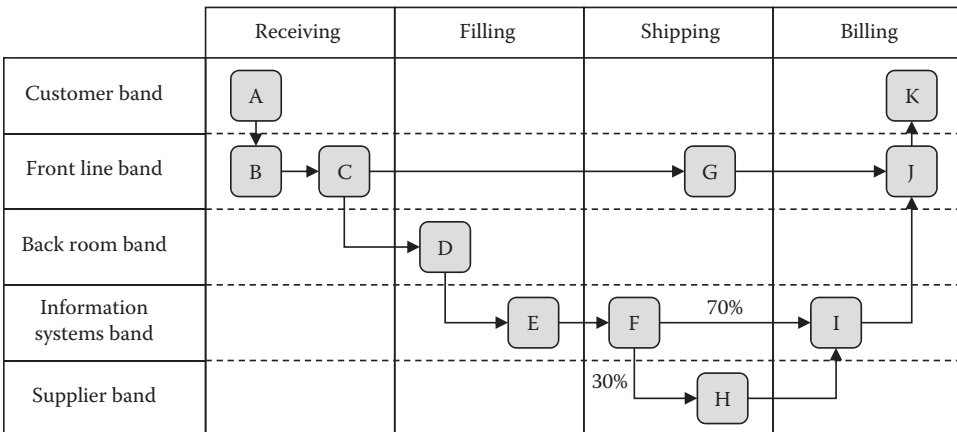 Receiving Filling Shipping Billing
Customer band A K
Front line band B C G J
Back room band D
Information
systems band E F 70% I
30%
Supplier band H